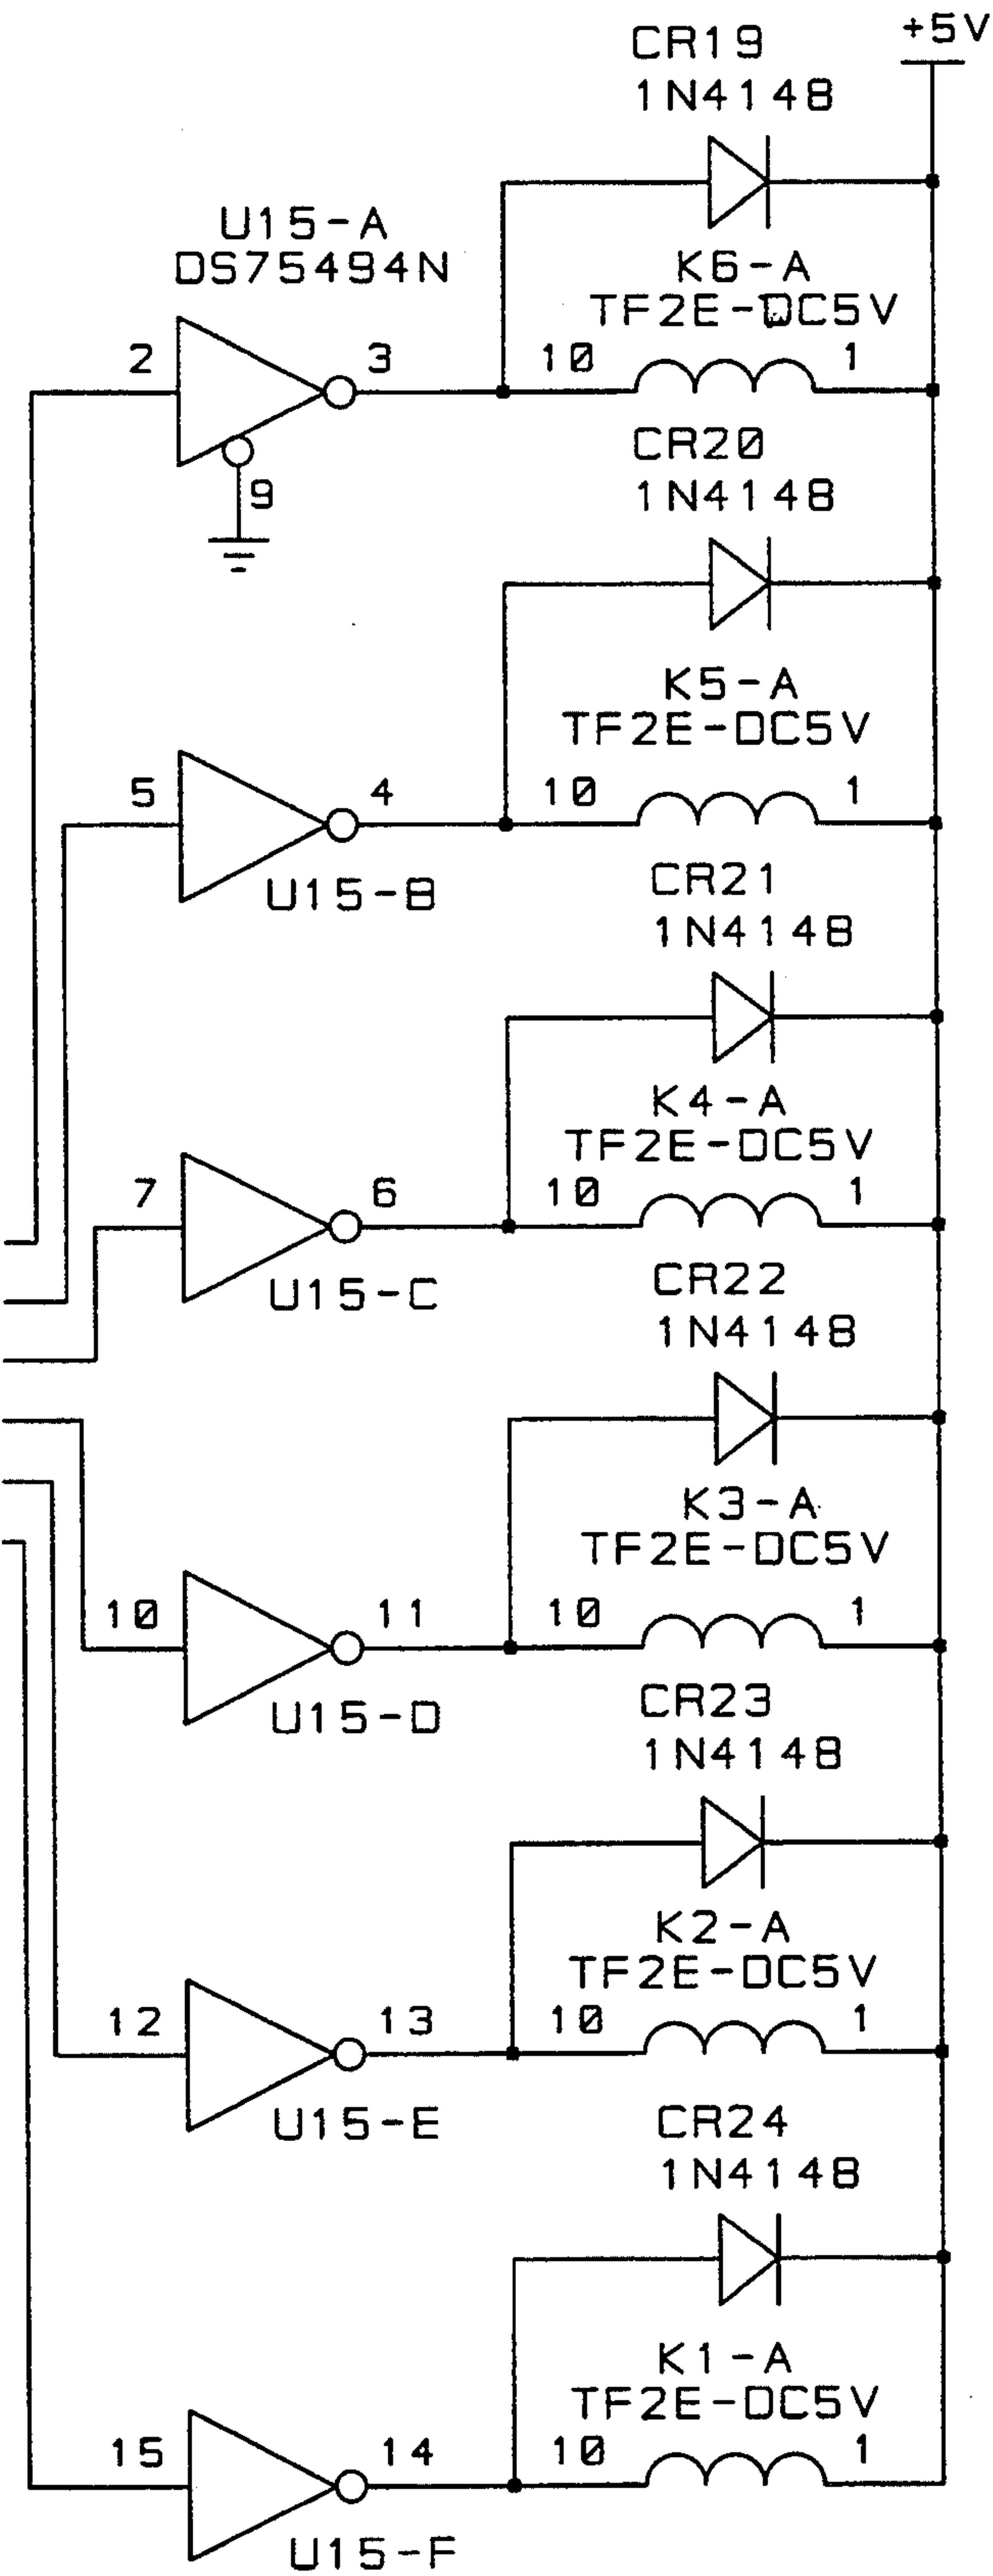 +5V
CR19
1N4148
U15-A
DS75494N
K6-A
TF2E-DC5V
2
3
10
1
9
CR20
1N4148
K5-A
TF2E-DC5V
5
4
10
1
U15-B
CR21
1N4148
K4-A
TF2E-DC5V
7
6
10
1
U15-C
CR22
1N4148
K3-A
TF2E-DC5V
10
11
10
1
U15-D
CR23
1N4148
K2-A
TF2E-DC5V
12
13
10
1
U15-E
CR24
1N4148
K1-A
TF2E-DC5V
15
14
10
1
U15-F